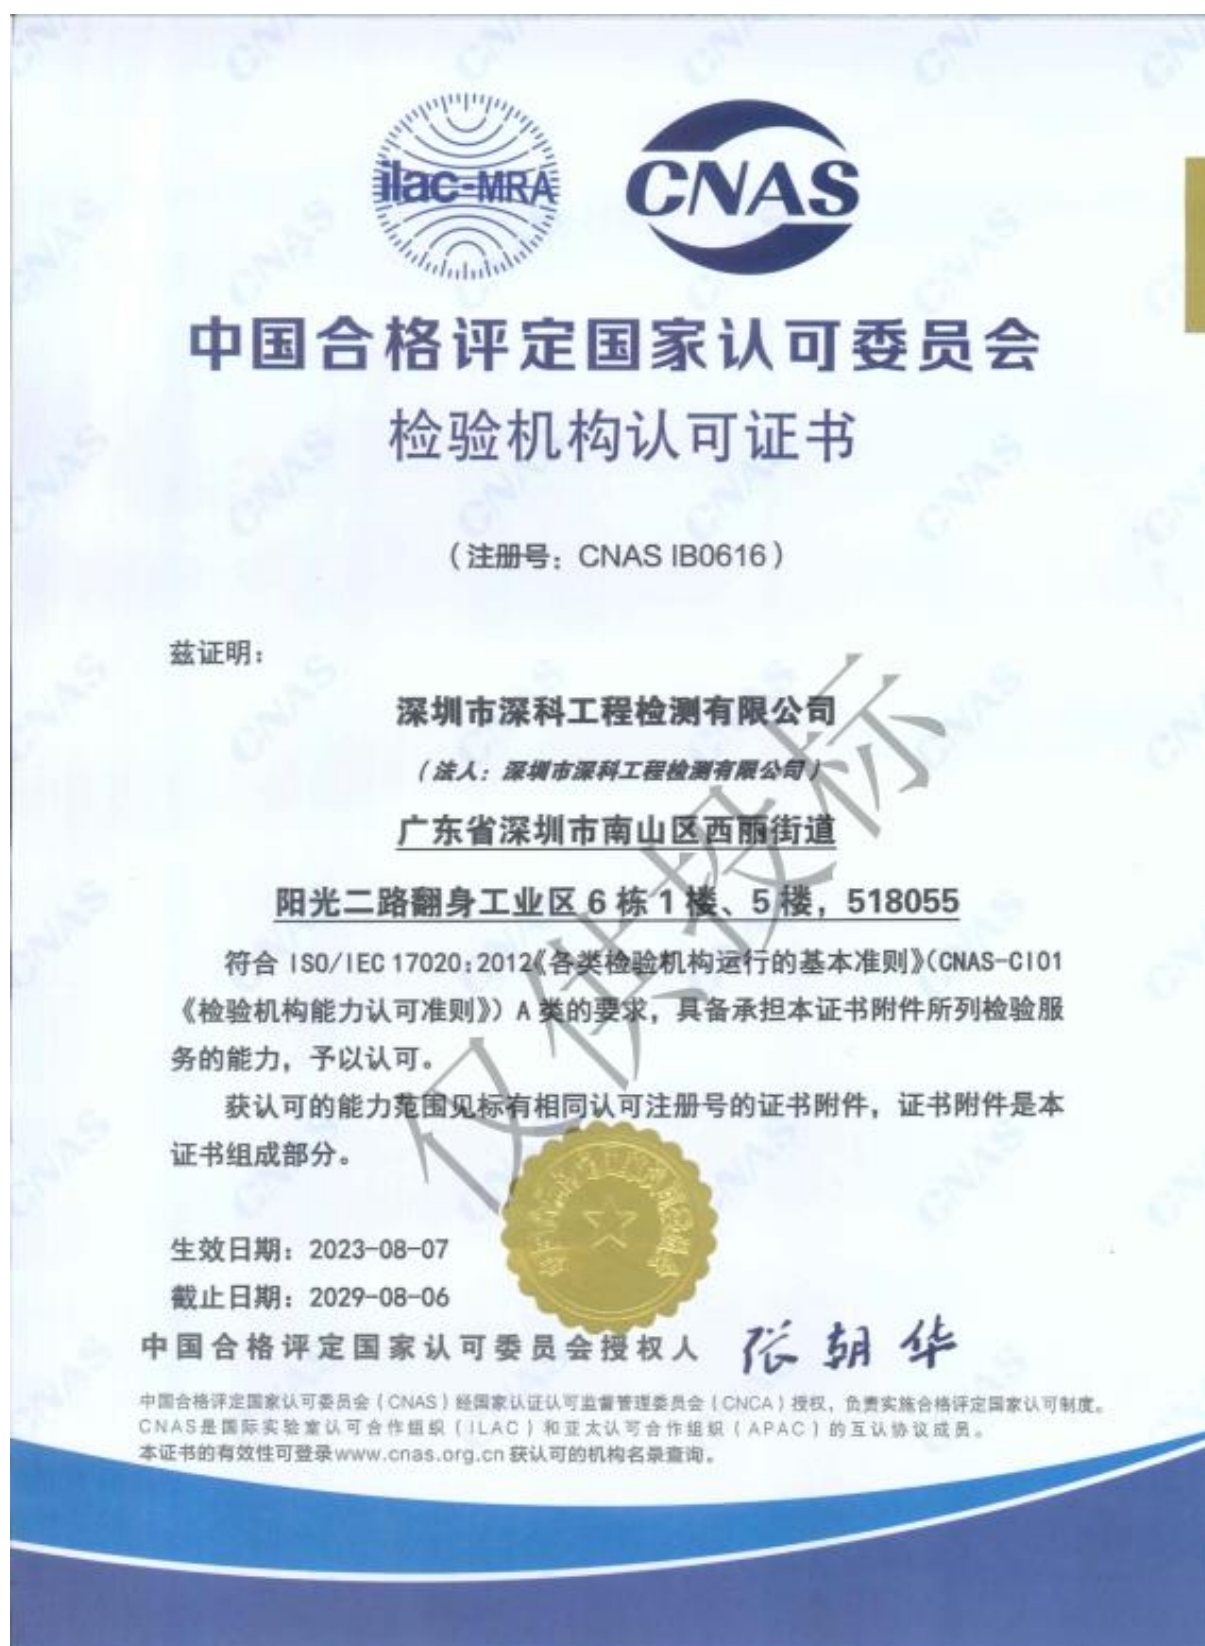 ilac-MRA
CNAS
中国合格评定国家认可委员会
检验机构认可证书
（注册号：CNAS IB0616）
兹证明：
深圳市深科工程检测有限公司
（法人：深圳市深科工程检测有限公司）
广东省深圳市南山区西丽街道
阳光二路翻身工业区 6 栋 1 楼、5 楼，518055
符合 ISO/IEC 17020:2012《各类检验机构运行的基本准则》（CNAS-CI01
《检验机构能力认可准则》）A 类的要求，具备承担本证书附件所列检验服
务的能力，予以认可。
获认可的能力范围见标有相同认可注册号的证书附件，证书附件是本
证书组成部分。
仅供投标
生效日期：2023-08-07
截止日期：2029-08-06
中国合格评定国家认可委员会授权人 张朝华
中国合格评定国家认可委员会（CNAS）经国家认证认可监督管理委员会（CNCA）授权，负责实施合格评定国家认可制度。
CNAS是国际实验室认可合作组织（ILAC）和亚太认可合作组织（APAC）的互认协议成员。
本证书的有效性可登录www.cnas.org.cn 获认可的机构名录查询。